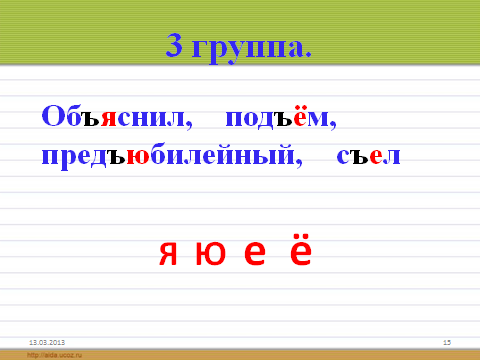 3 группа.
Объяснил, подъём,
предъюбилейный, съел
я ю е ё
13.03.2013 15
http://aida.ucoz.ru